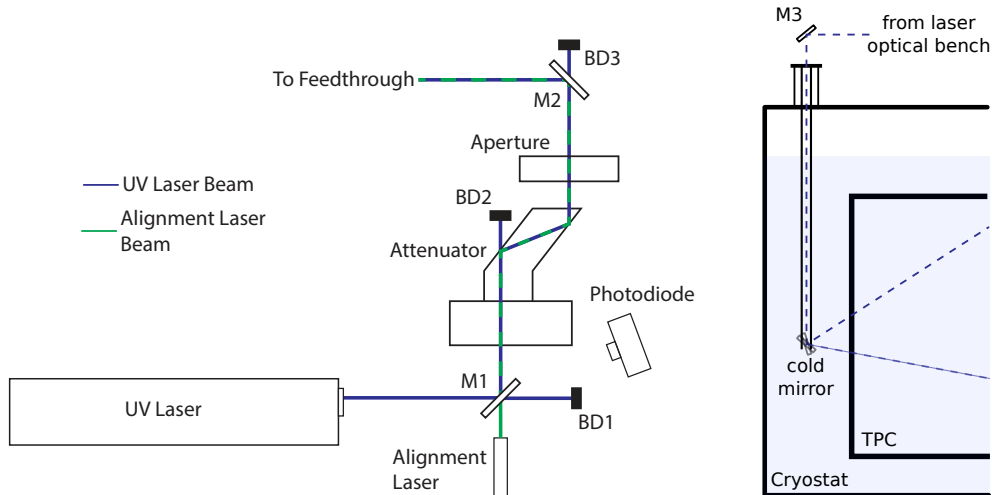 M3
from laser
optical bench
BD3
To Feedthrough
M2
Aperture
UV Laser Beam
Alignment Laser
Beam
BD2
Attenuator
Photodiode
M1
UV Laser
BD1
Alignment
Laser
cold
mirror
TPC
Cryostat